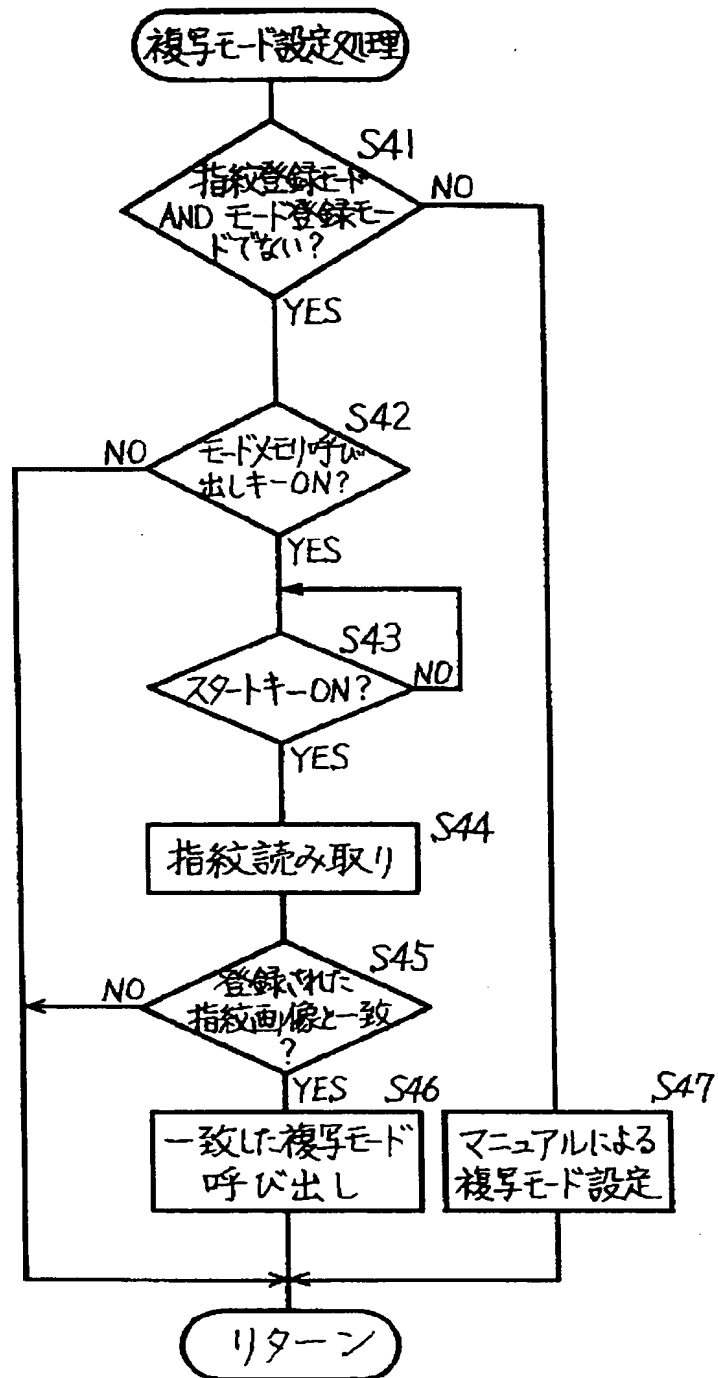 複写モード設定処理
S41
指紋登録モード
AND モード登録モー
ドでない?
NO
YES
S42
モードメモリ呼び
出しキーON?
NO
YES
S43
スタートキーON?
NO
YES
S44
指紋読み取り
S45
登録された
指紋画像と一致
?
NO
YES
S46
一致した複写モード
呼び出し
S47
マニュアルによる
複写モード設定
リターン